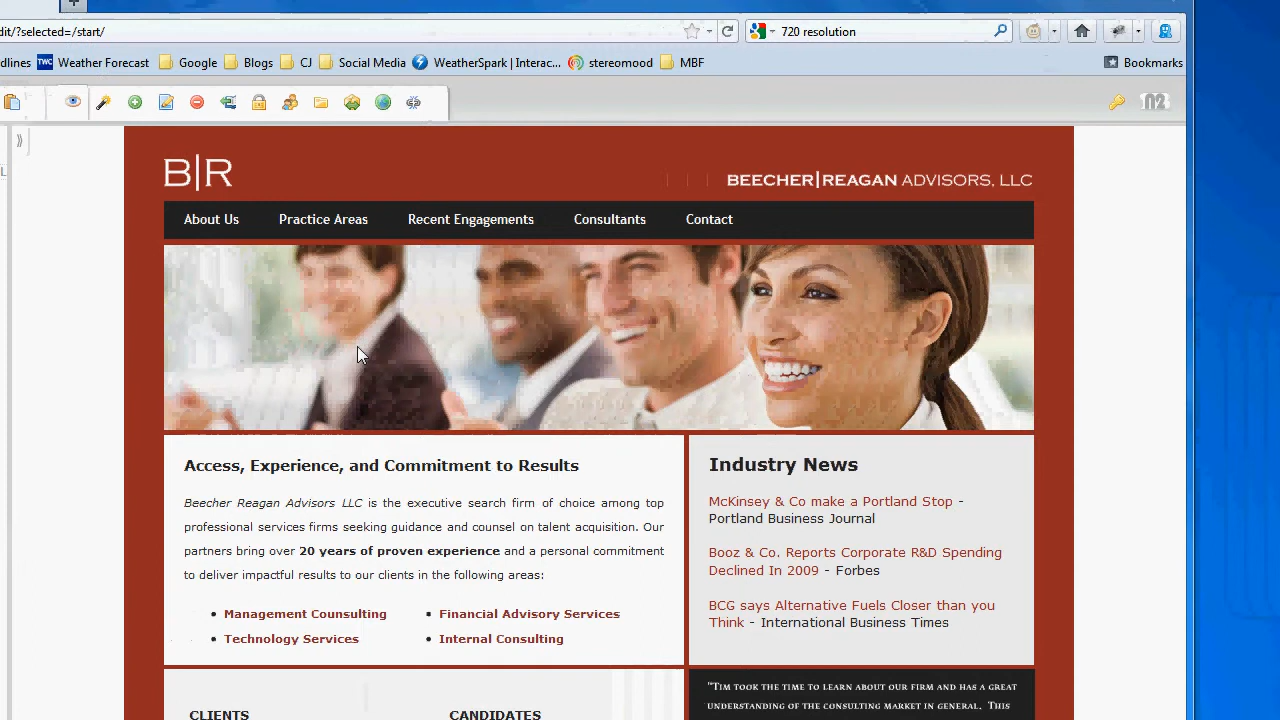 dit/?selected=/start/
720 resolution
dlines
TWC Weather Forecast
Google
Blogs
CJ
Social Media
WeatherSpark | Interac...
stereomood
MBF
Bookmarks
n2
B|R
BEECHER|REAGAN ADVISORS, LLC
About Us
Practice Areas
Recent Engagements
Consultants
Contact
Access, Experience, and Commitment to Results
Beecher Reagan Advisors LLC is the executive search firm of choice among top
professional services firms seeking guidance and counsel on talent acquisition. Our
partners bring over 20 years of proven experience and a personal commitment
to deliver impactful results to our clients in the following areas:
• Management Counsulting
• Financial Advisory Services
• Technology Services
• Internal Consulting
Industry News
McKinsey & Co make a Portland Stop -
Portland Business Journal
Booz & Co. Reports Corporate R&D Spending
Declined In 2009 - Forbes
BCG says Alternative Fuels Closer than you
Think - International Business Times
CLIENTS
CANDIDATES
"Tim took the time to learn about our firm and has a great
understanding of the consulting market in general. This